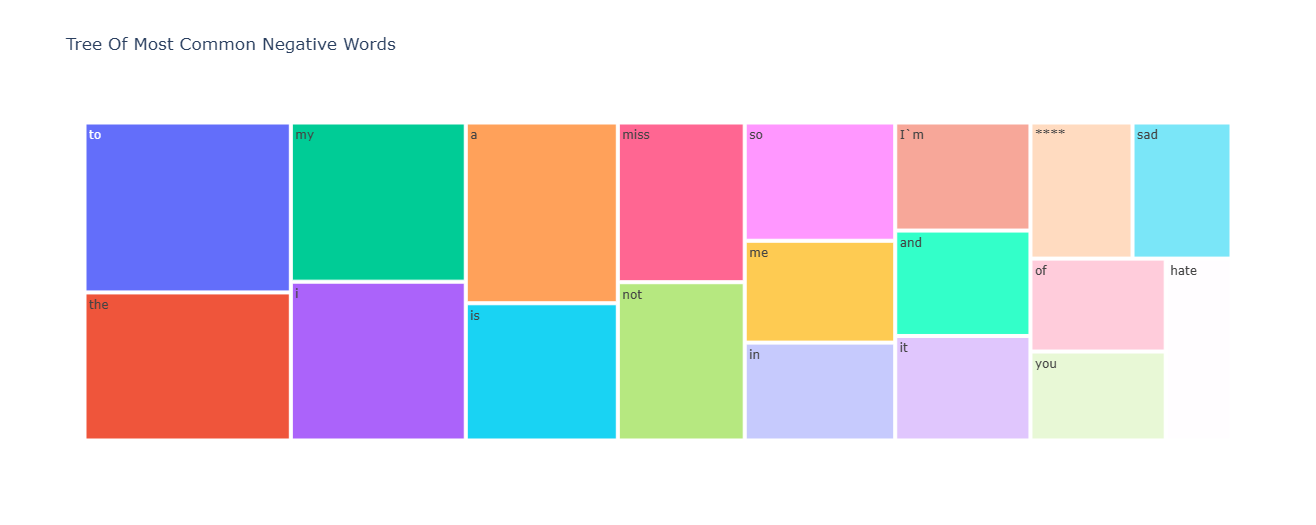 Tree Of Most Common Negative Words
to
my
a
miss
so
I`m
****
sad
me
and
of
hate
the
i
is
not
in
it
you